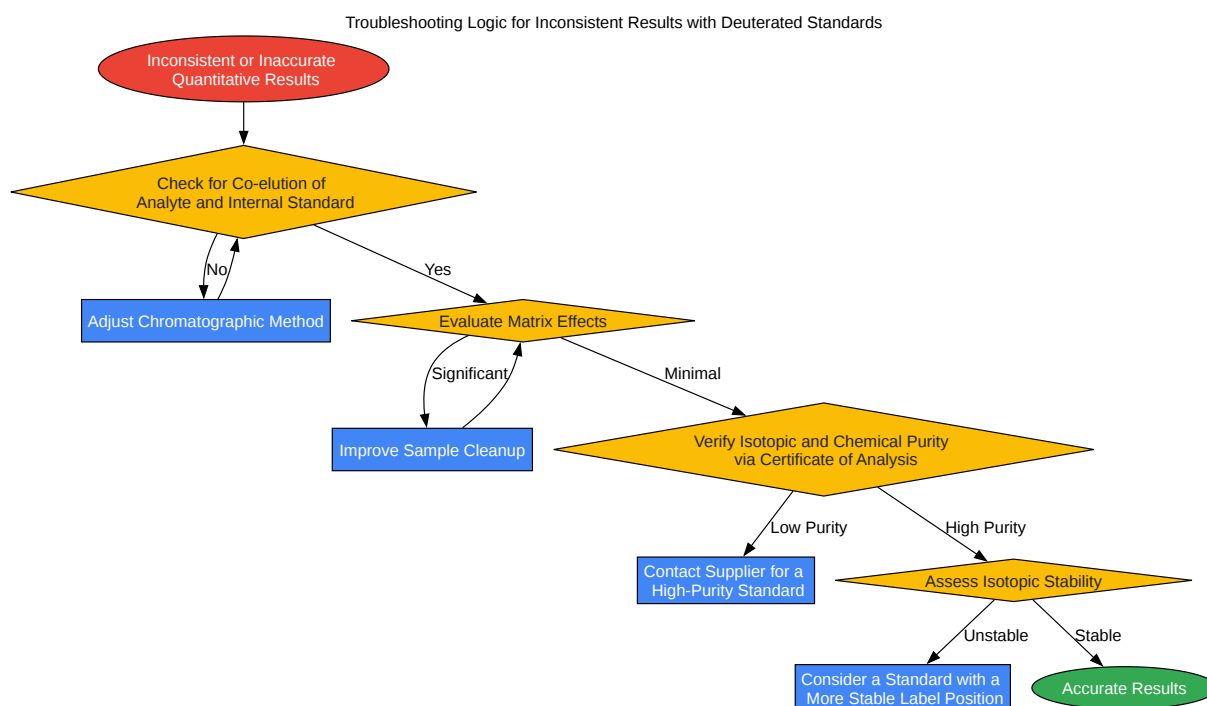 Troubleshooting Logic for Inconsistent Results with Deuterated Standards
Inconsistent or Inaccurate
Quantitative Results
Check for Co-elution of
Analyte and Internal Standard
No
Yes
Adjust Chromatographic Method
Evaluate Matrix Effects
Significant
Minimal
Improve Sample Cleanup
Verify Isotopic and Chemical Purity
via Certificate of Analysis
Low Purity
High Purity
Contact Supplier for a
High-Purity Standard
Assess Isotopic Stability
Unstable
Stable
Consider a Standard with a
More Stable Label Position
Accurate Results